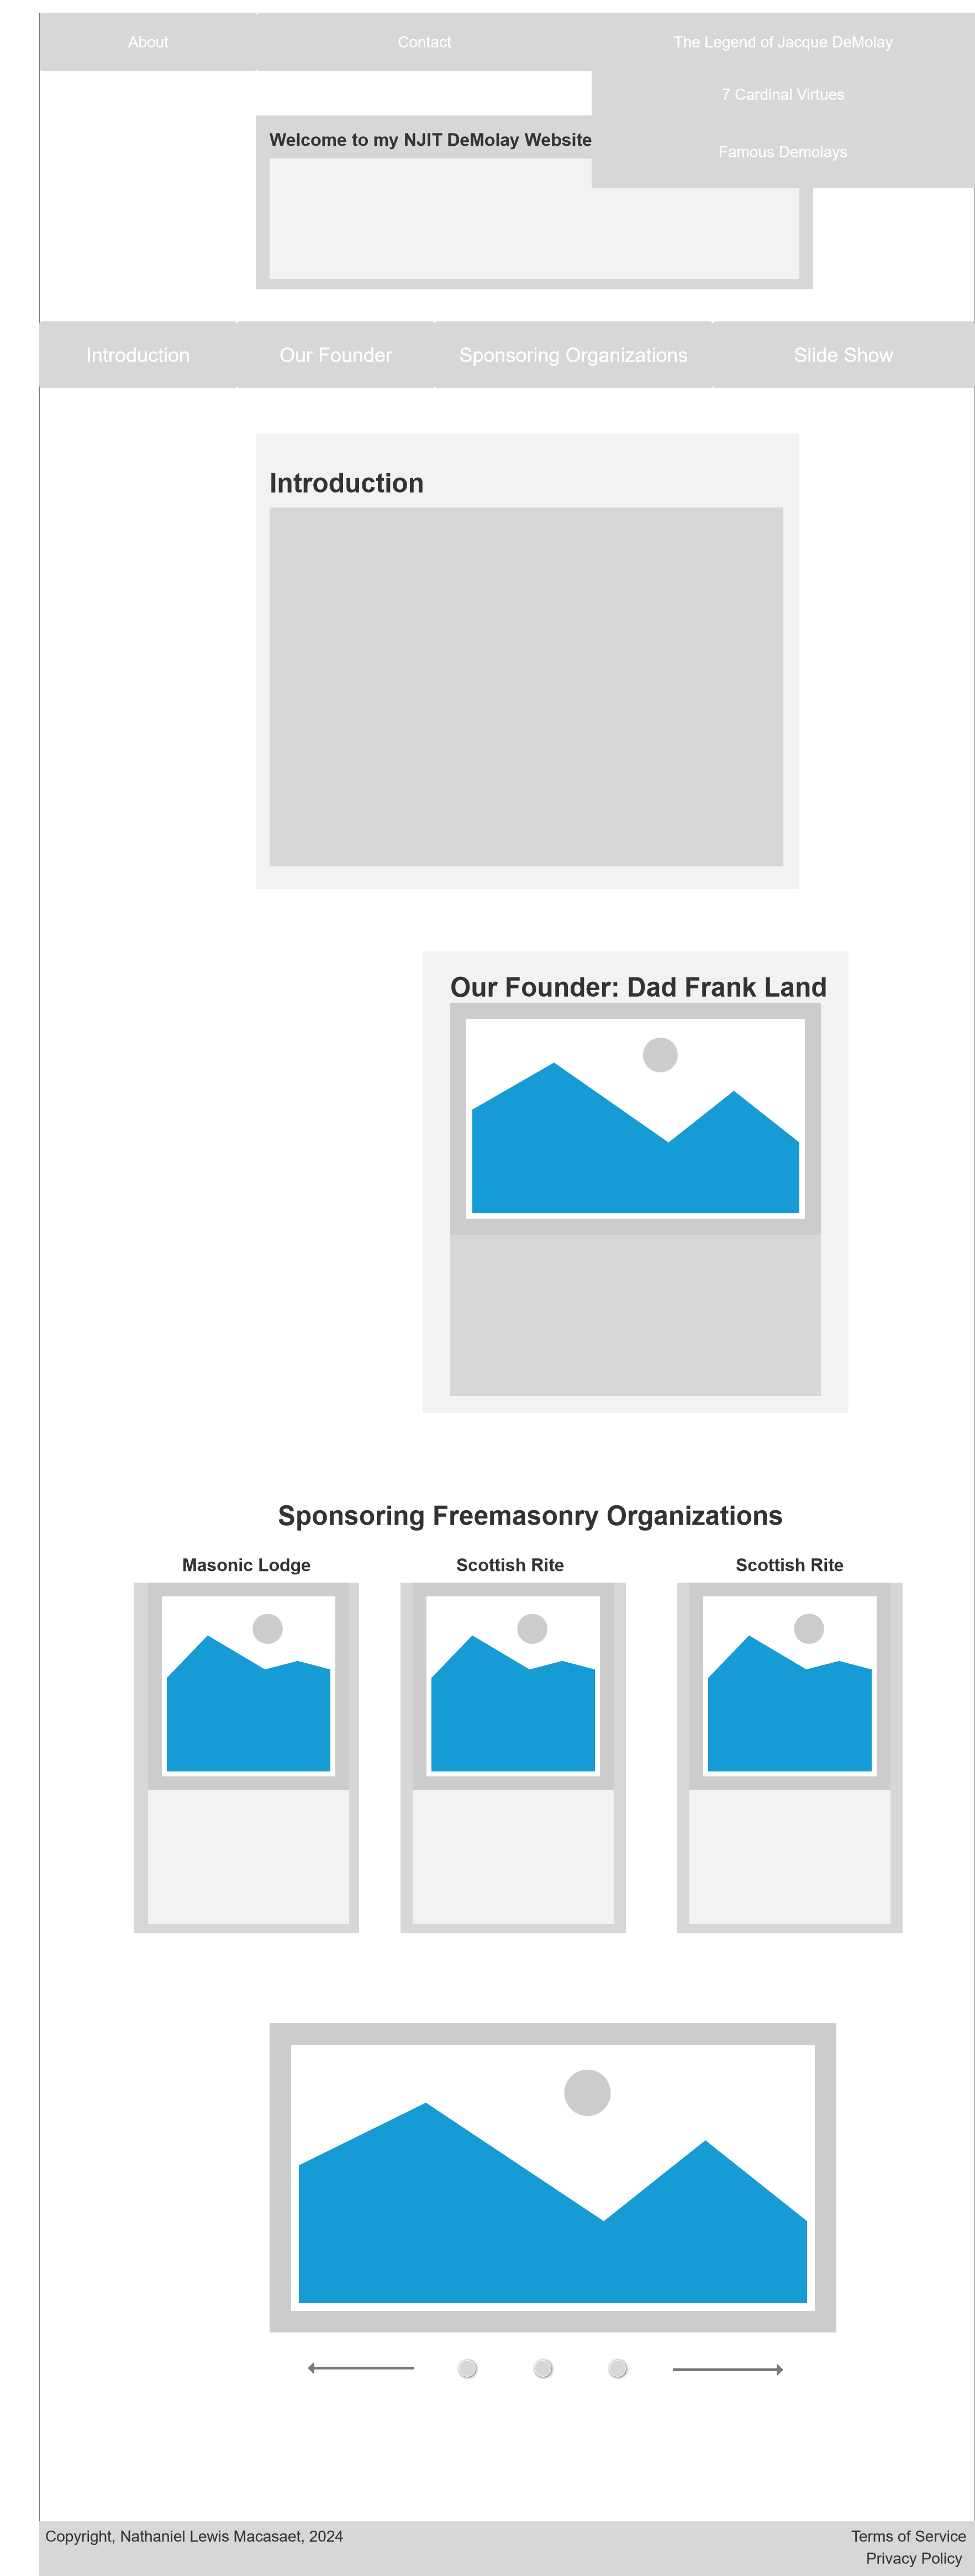 About
Contact
The Legend of Jacque DeMolay
7 Cardinal Virtues
Famous Demolays
Welcome to my NJIT DeMolay Website
Introduction
Our Founder
Sponsoring Organizations
Slide Show
Introduction
Our Founder: Dad Frank Land
Sponsoring Freemasonry Organizations
Masonic Lodge
Scottish Rite
Scottish Rite
Copyright, Nathaniel Lewis Macasaet, 2024
Terms of Service
Privacy Policy